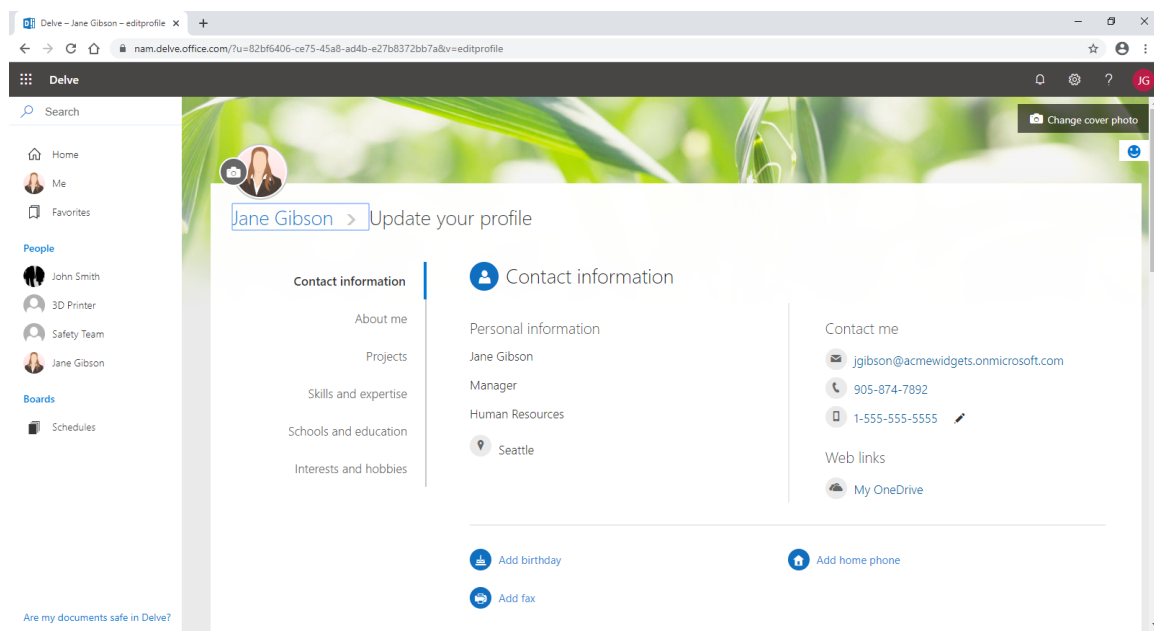 Delve – Jane Gibson – editprofile
nam.delve.office.com/?u=82bf6406-ce75-45a8-ad4b-e27b8372bb7a&v=editprofile
Delve
? JG
Search
Change cover photo
Home
Me
Favorites
Jane Gibson > Update your profile
People
John Smith
3D Printer
Safety Team
Jane Gibson
Boards
Schedules
Are my documents safe in Delve?
Contact information
About me
Projects
Skills and expertise
Schools and education
Interests and hobbies
Contact information
Personal information
Jane Gibson
Manager
Human Resources
Seattle
Contact me
jgibson@acmewidgets.onmicrosoft.com
905-874-7892
1-555-555-5555
Web links
My OneDrive
Add birthday
Add home phone
Add fax